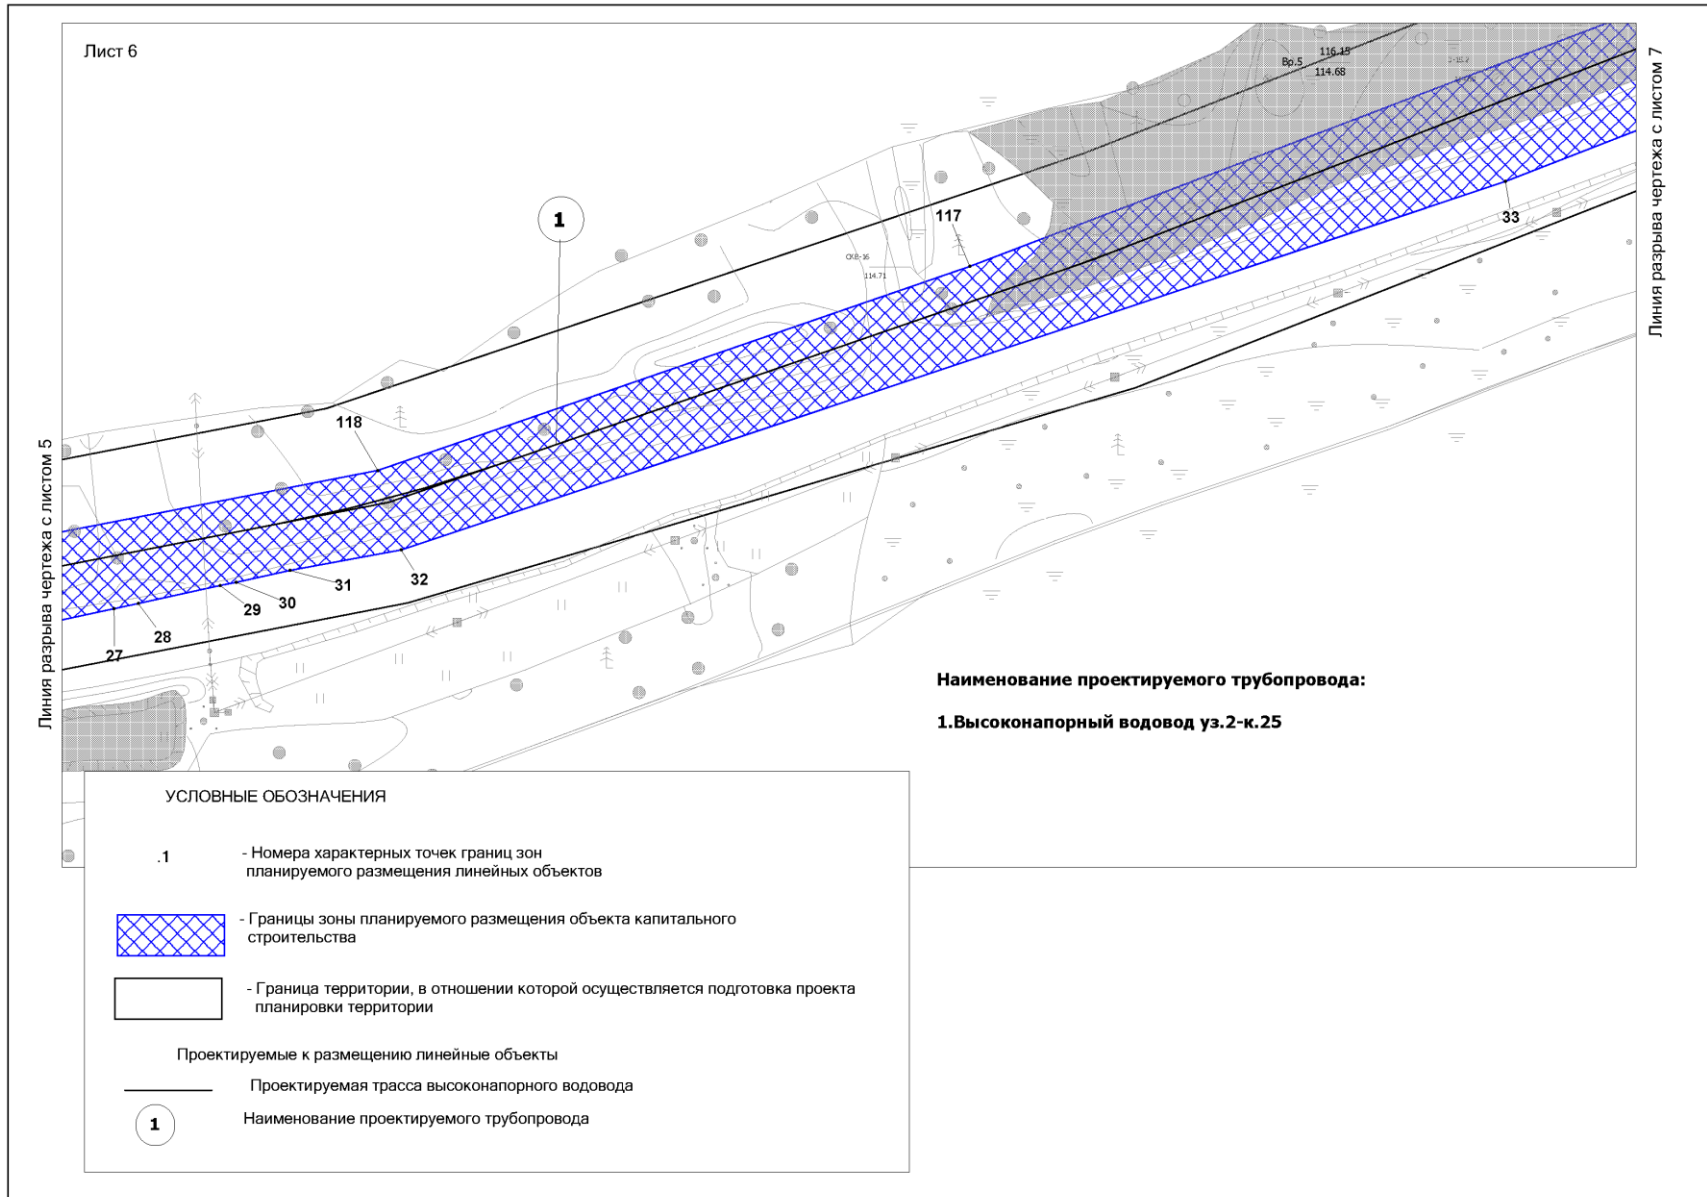 Лист 6
Линия разрыва чертежа с листом 7
Линия разрыва чертежа с листом 5
116.15
Вр.5
114.68
117
33
1
СКВ-16
114.71
118
32
31
30
29
28
27
Наименование проектируемого трубопровода:
1.Высоконапорный водовод уз.2-к.25
УСЛОВНЫЕ ОБОЗНАЧЕНИЯ
.1
- Номера характерных точек границ зон
планируемого размещения линейных объектов
- Границы зоны планируемого размещения объекта капитального
строительства
- Граница территории, в отношении которой осуществляется подготовка проекта
планировки территории
Проектируемые к размещению линейные объекты
Проектируемая трасса высоконапорного водовода
1
Наименование проектируемого трубопровода